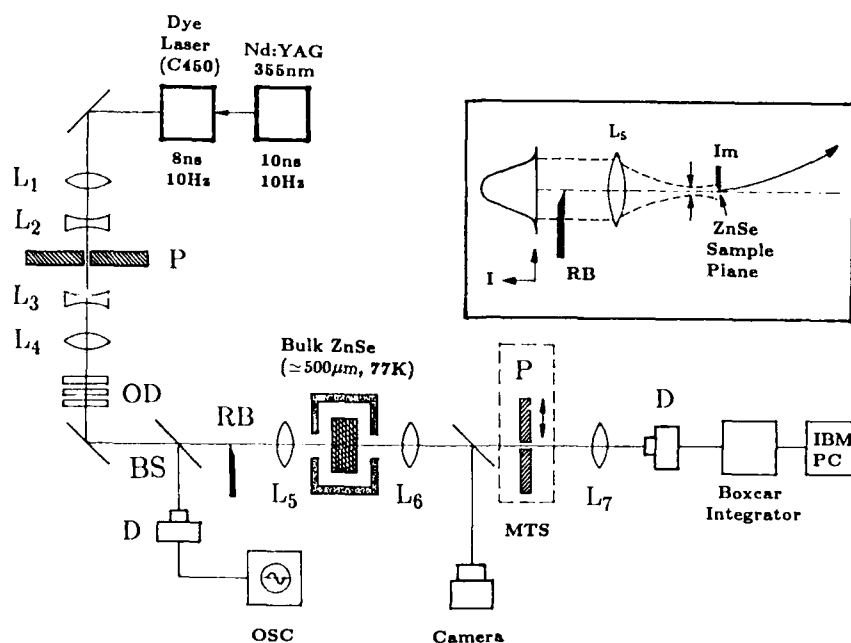 Dye
Laser
(C450)
Nd:YAG
355nm
8ns
10Hz
10ns
10Hz
L1
L2
P
L3
L4
OD
BS
RB
D
OSC
L5
Bulk ZnSe
(≃500μm, 77K)
L6
Camera
P
MTS
L7
D
Boxcar
Integrator
IBM
PC
I
RB
L5
Im
ZnSe
Sample
Plane